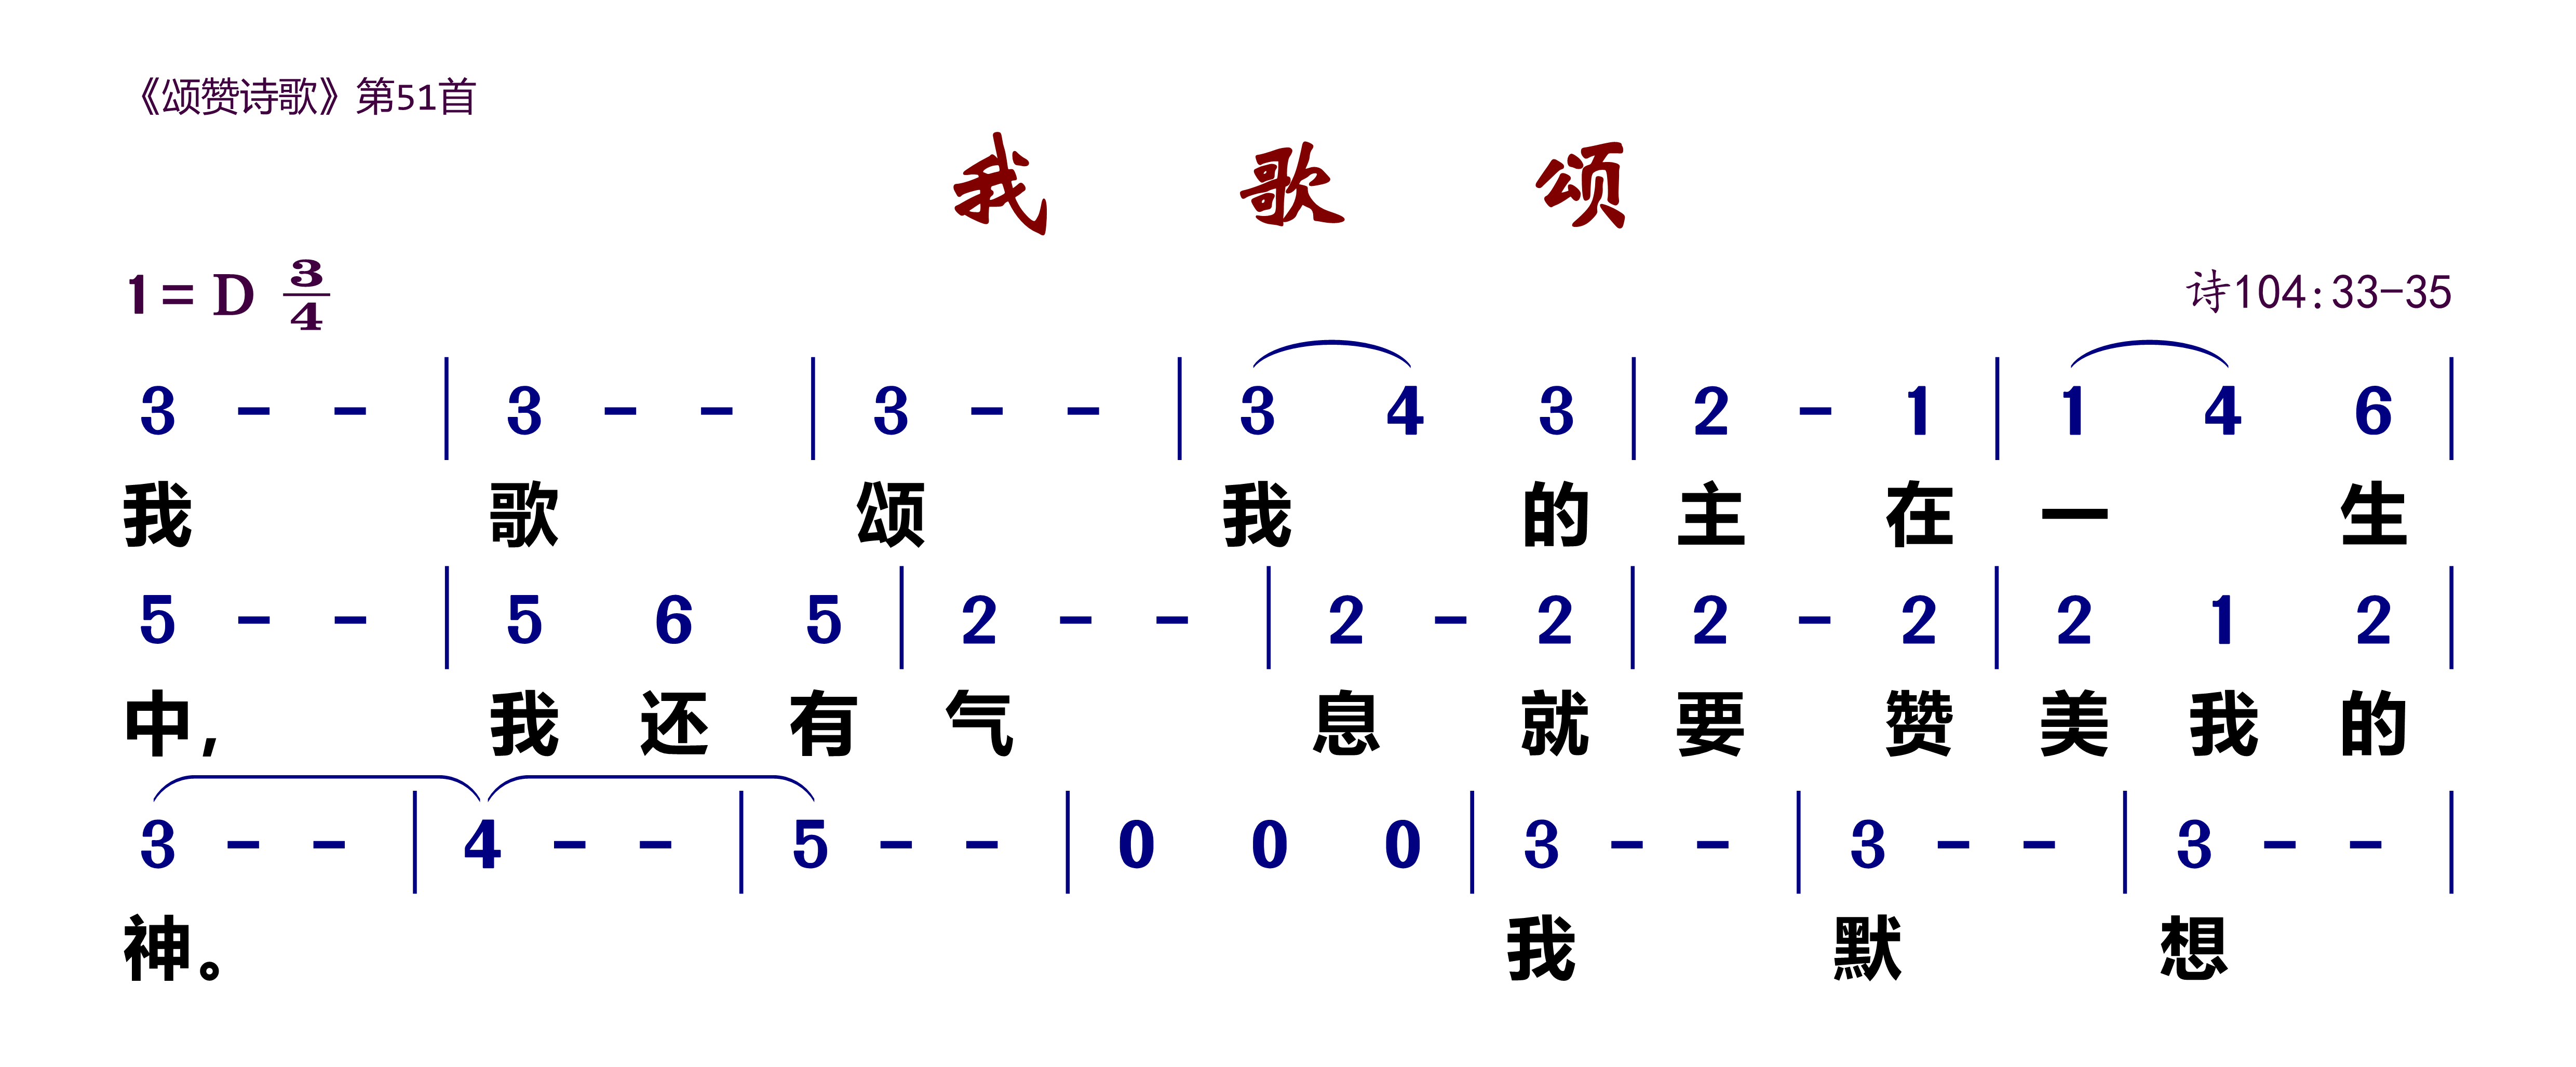 《颂赞诗歌》第51首
我 歌 颂
1=D 3/4 诗104:33-35
3 - - | 3 - - | 3 - - | 3 4 3 | 2 - 1 | 1 4 6 |
我 歌 颂 我 的 主 在 一 生
5 - - | 5 6 5 | 2 - - | 2 - 2 | 2 - 2 | 2 1 2 |
中, 我 还 有 气 息 就 要 赞 美 我 的
3 - - | 4 - - | 5 - - | 0 0 0 | 3 - - | 3 - - | 3 - - |
神。 我 默 想